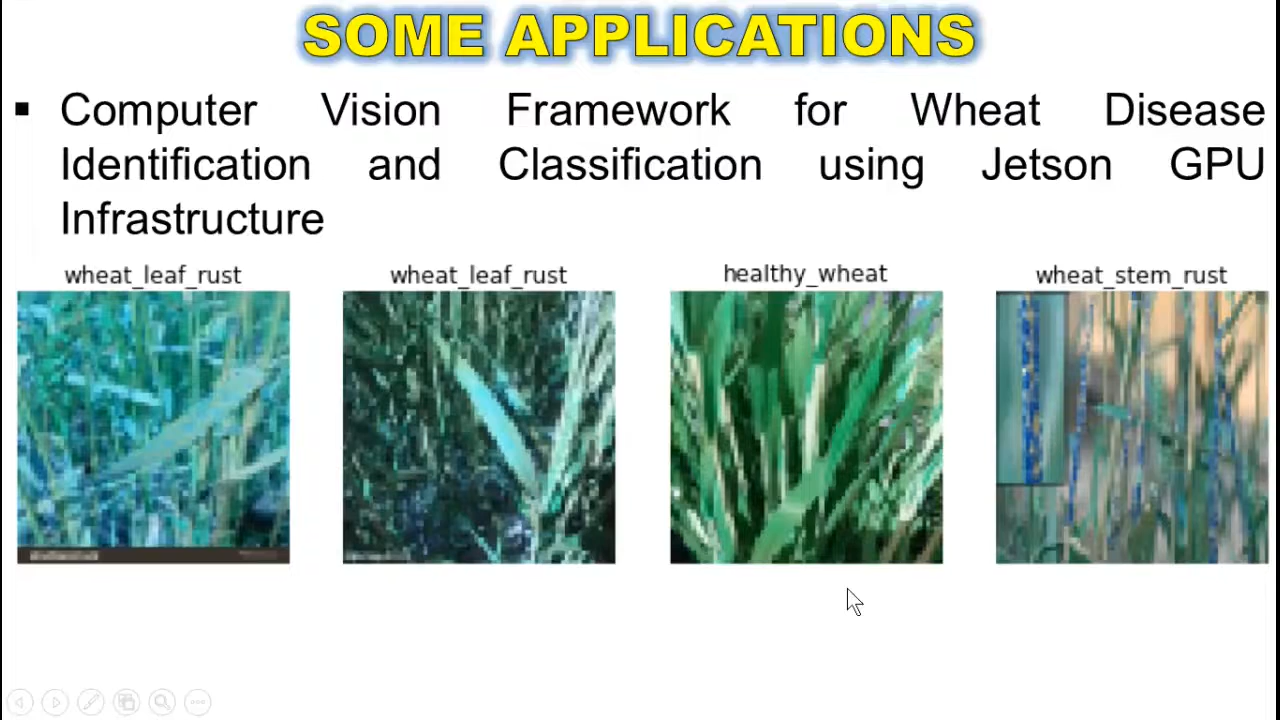 SOME APPLICATIONS
▪ Computer Vision Framework for Wheat Disease
Identification and Classification using Jetson GPU
Infrastructure
wheat_leaf_rust wheat_leaf_rust healthy_wheat wheat_stem_rust